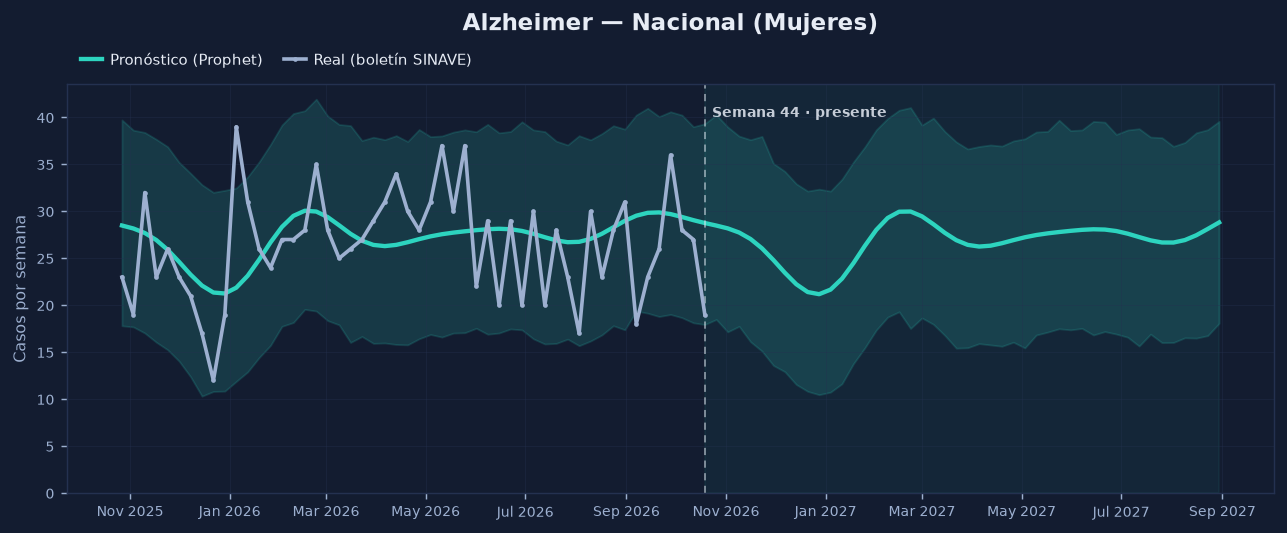 Alzheimer — Nacional (Mujeres)
Pronóstico (Prophet)
Real (boletín SINAVE)
Semana 44 · presente
Casos por semana
40
35
30
25
20
15
10
5
0
Nov 2025
Jan 2026
Mar 2026
May 2026
Jul 2026
Sep 2026
Nov 2026
Jan 2027
Mar 2027
May 2027
Jul 2027
Sep 2027